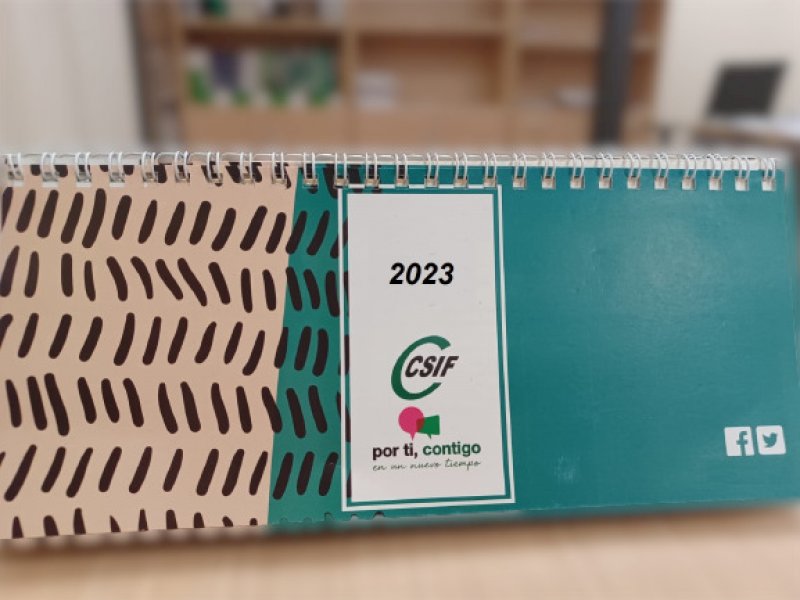 2023
CSIF
por ti, contigo
en un nuevo tiempo